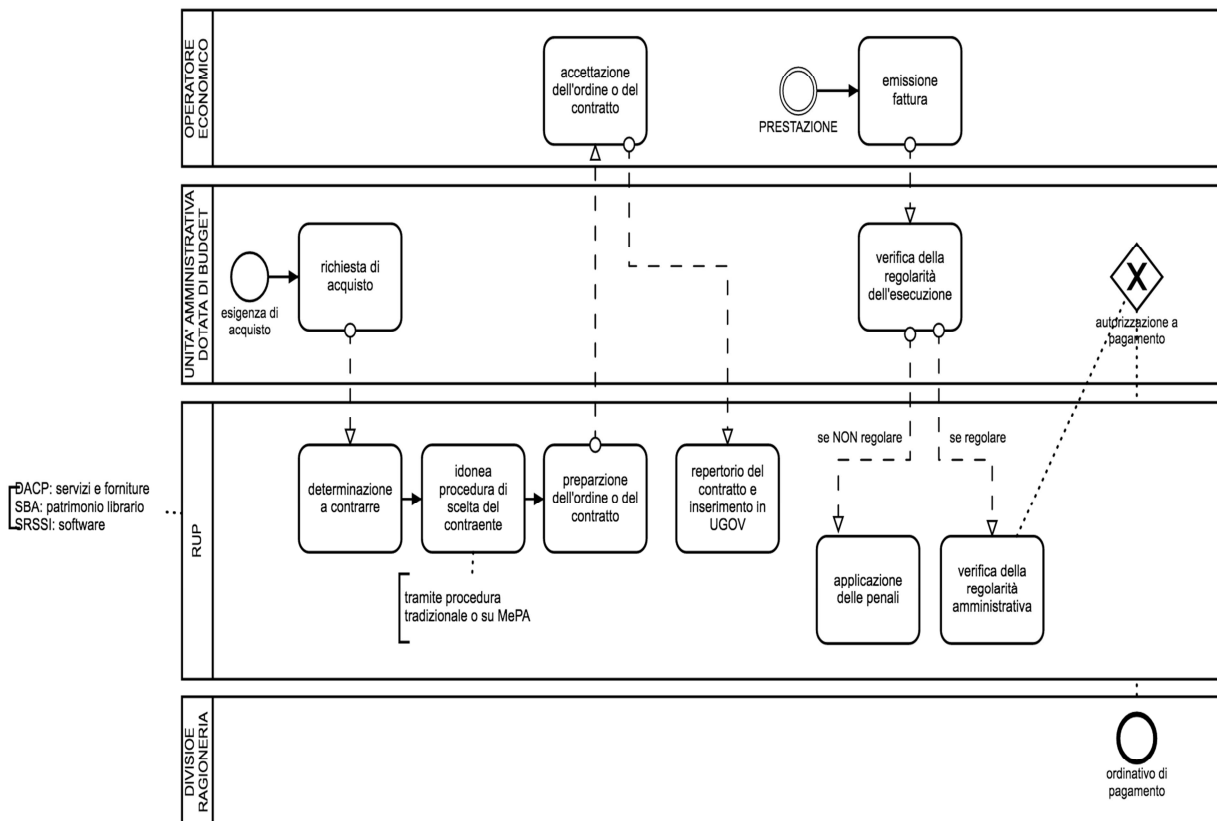 OPERATORE
ECONOMICO
accettazione
dell'ordine o del
contratto
PRESTAZIONE
emissione
fattura
UNITA' AMMINISTRATIVA
DOTATA DI BUDGET
esigenza di
acquisto
richiesta di
acquisto
verifica della
regolarità
dell'esecuzione
X
autorizzazione a
pagamento
DACP: servizi e forniture
SBA: patrimonio librario
SRSSI: software
RUP
determinazione
a contrarre
idonea
procedura di
scelta del
contraente
tramite procedura
tradizionale o su MePA
preparzione
dell'ordine o del
contratto
repertorio del
contratto e
inserimento in
UGOV
se NON regolare
se regolare
applicazione
delle penali
verifica della
regolarità
amministrativa
DIVISIOE
RAGIONERIA
ordinativo di
pagamento